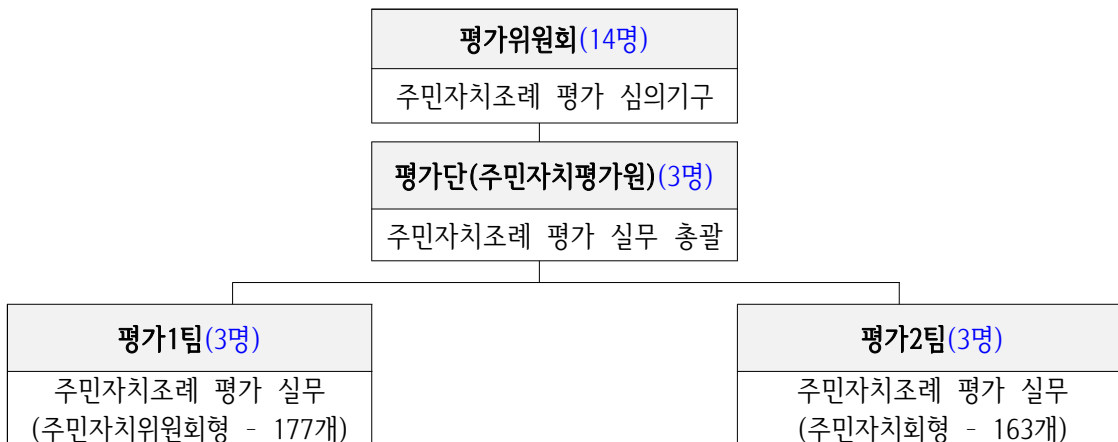 평가위원회(14명)
주민자치조례 평가 심의기구
평가단(주민자치평가원)(3명)
주민자치조례 평가 실무 총괄
평가1팀(3명)
주민자치조례 평가 실무
(주민자치위원회형 - 177개)
평가2팀(3명)
주민자치조례 평가 실무
(주민자치회형 - 163개)